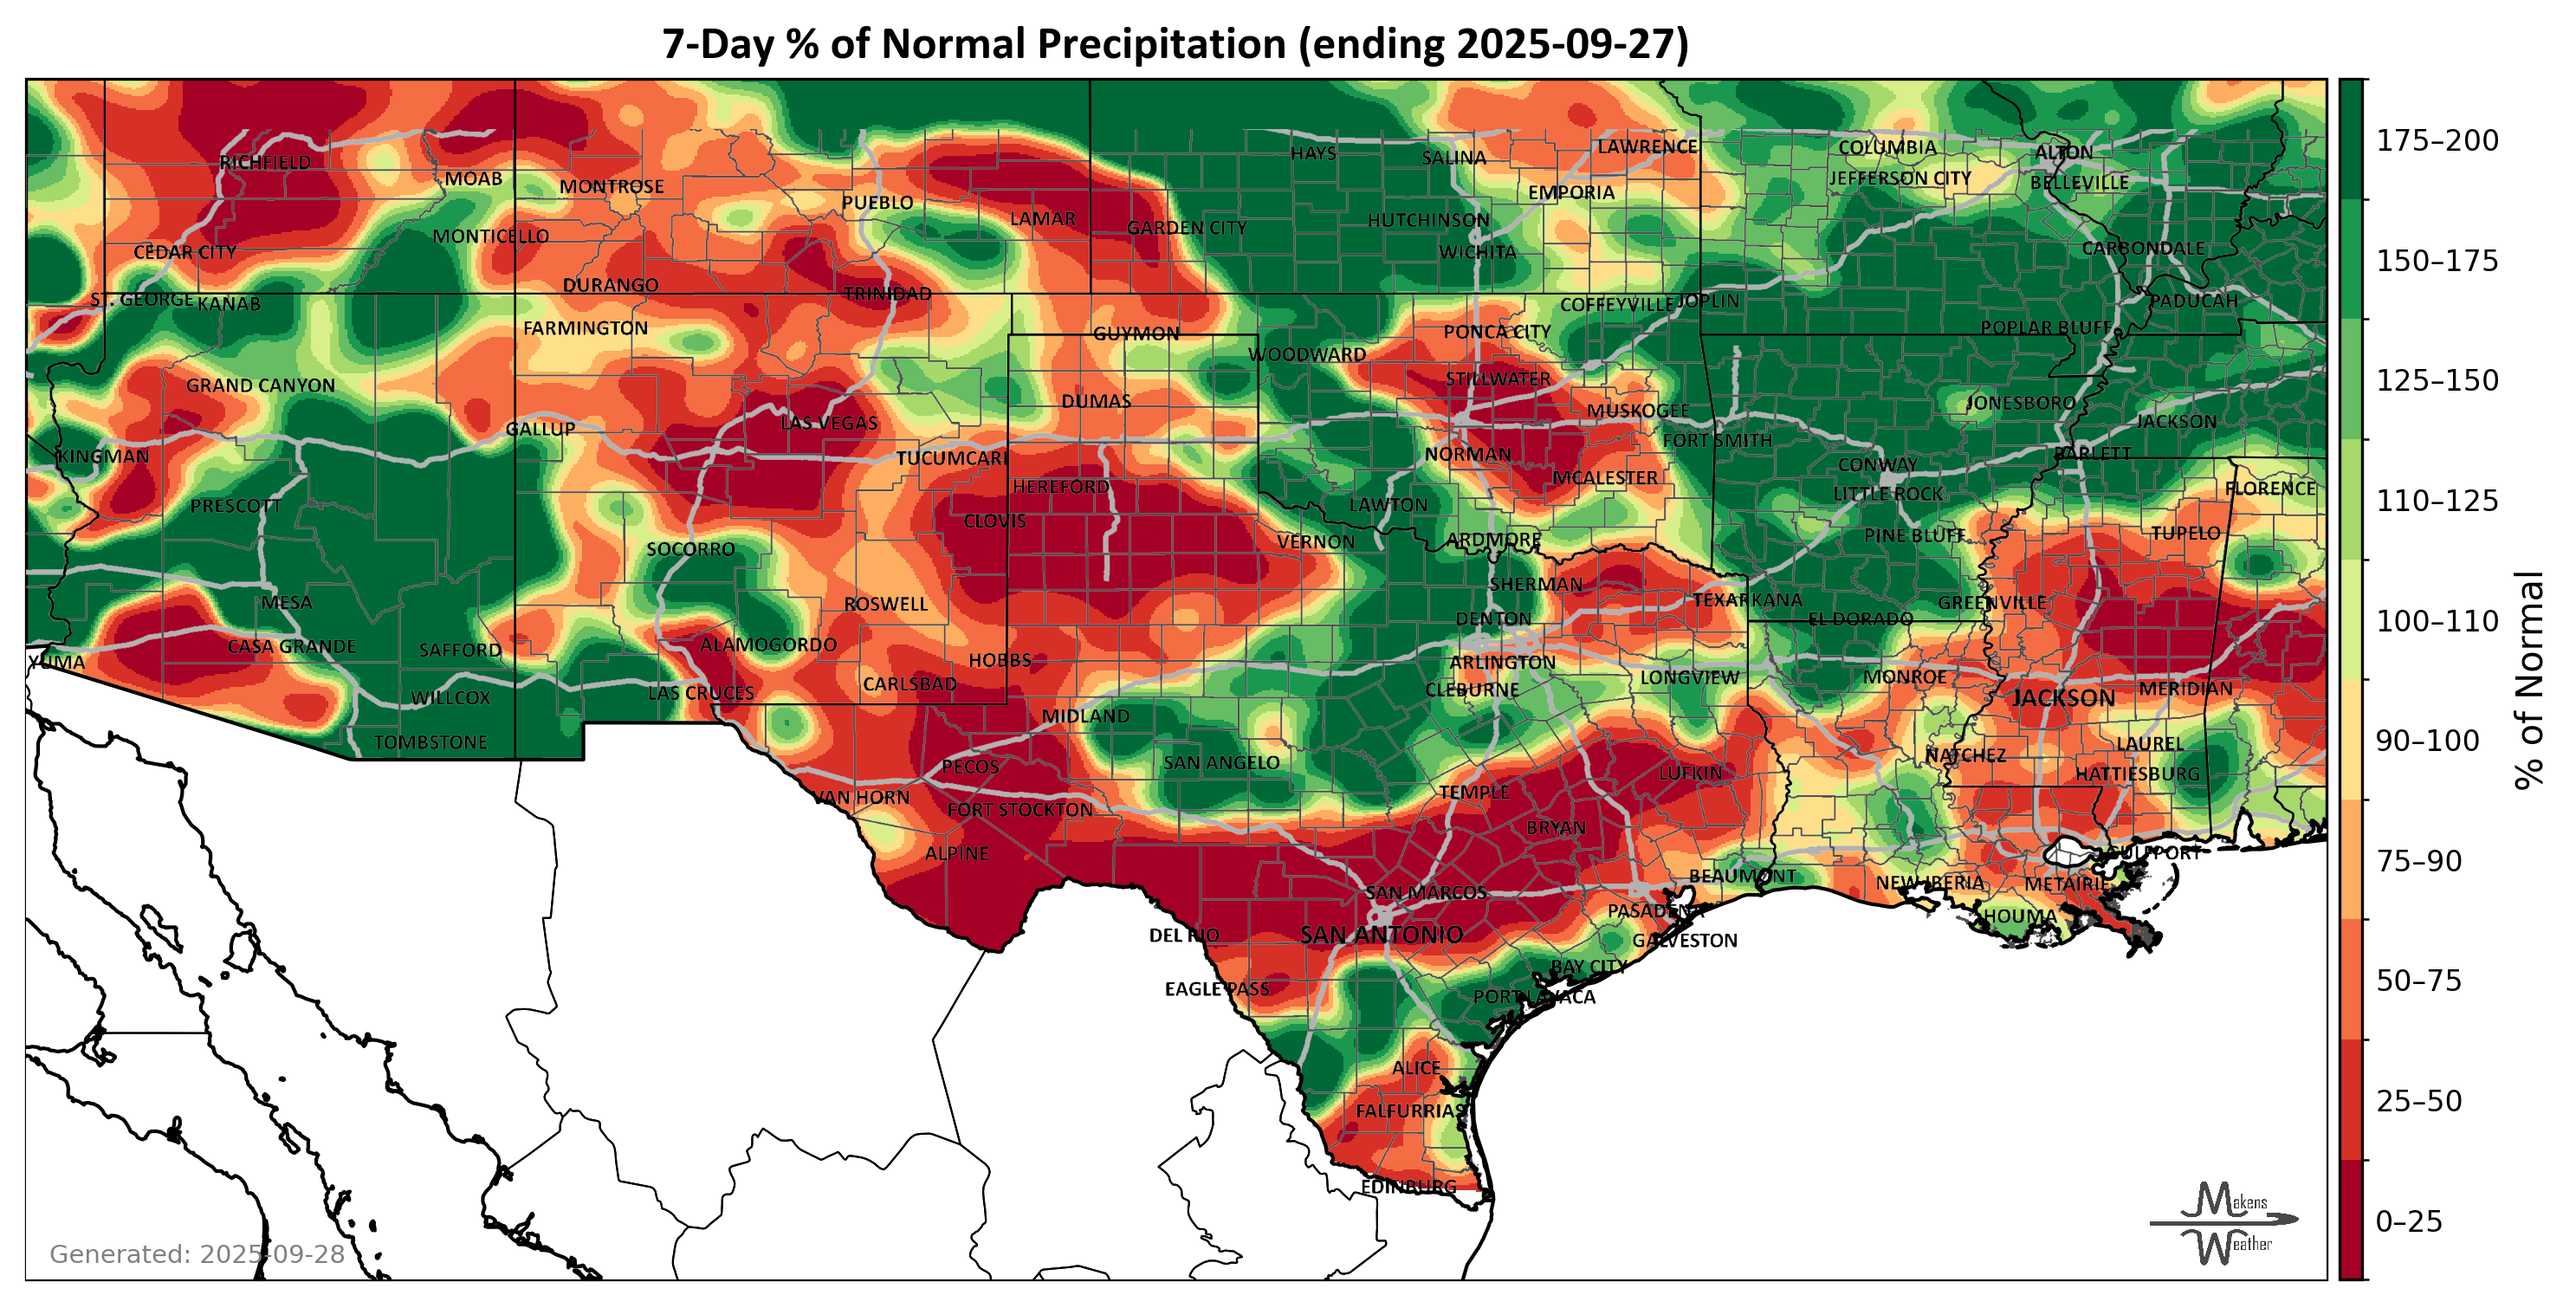 7-Day % of Normal Precipitation (ending 2025-09-27)
HAYS
SALINA
LAWRENCE
COLUMBIA
ALTON
RICHFIELD
MOAB
MONTROSE
EMPORIA
JEFFERSON CITY
BELLEVILLE
PUEBLO
LAMAR
GARDEN CITY
HUTCHINSON
MONTICELLO
CEDAR CITY
WICHITA
CARBONDALE
DURANGO
TRINIDAD
ST. GEORGE
KANAB
COFFEYVILLE
JOPLIN
PADUCAH
FARMINGTON
GUYMON
PONCA CITY
POPLAR BLUFF
WOODWARD
GRAND CANYON
STILLWATER
DUMAS
MUSKOGEE
JONESBORO
LAS VEGAS
JACKSON
GALLUP
FORT SMITH
KINGMAN
TUCUMCARI
NORMAN
BARLETT
CONWAY
HEREFORD
MCALESTER
LITTLE ROCK
FLORENCE
PRESCOTT
LAWTON
CLOVIS
VERNON
ARDMORE
PINE BLUFF
TUPELO
SOCORRO
SHERMAN
MESA
ROSWELL
TEXARKANA
GREENVILLE
DENTON
EL DORADO
CASA GRANDE
SAFFORD
ALAMOGORDO
HOBBS
ARLINGTON
YUMA
CARLSBAD
CLEBURNE
LONGVIEW
MONROE
WILLCOX
LAS CRUCES
JACKSON
MERIDIAN
MIDLAND
TOMBSTONE
LAUREL
PECOS
SAN ANGELO
NATCHEZ
LUFKIN
HATTIESBURG
VAN HORN
FORT STOCKTON
TEMPLE
BRYAN
ALPINE
GULFPORT
BEAUMONT
NEW IBERIA
METAIRIE
SAN MARCOS
PASADENA
HOUMA
DEL RIO
SAN ANTONIO
GALVESTON
BAY CITY
EAGLE PASS
PORT LAVACA
ALICE
FALFURRIAS
EDINBURG
175–200
150–175
125–150
110–125
100–110
90–100
75–90
50–75
25–50
0–25
% of Normal
Makens
Weather
Generated: 2025-09-28